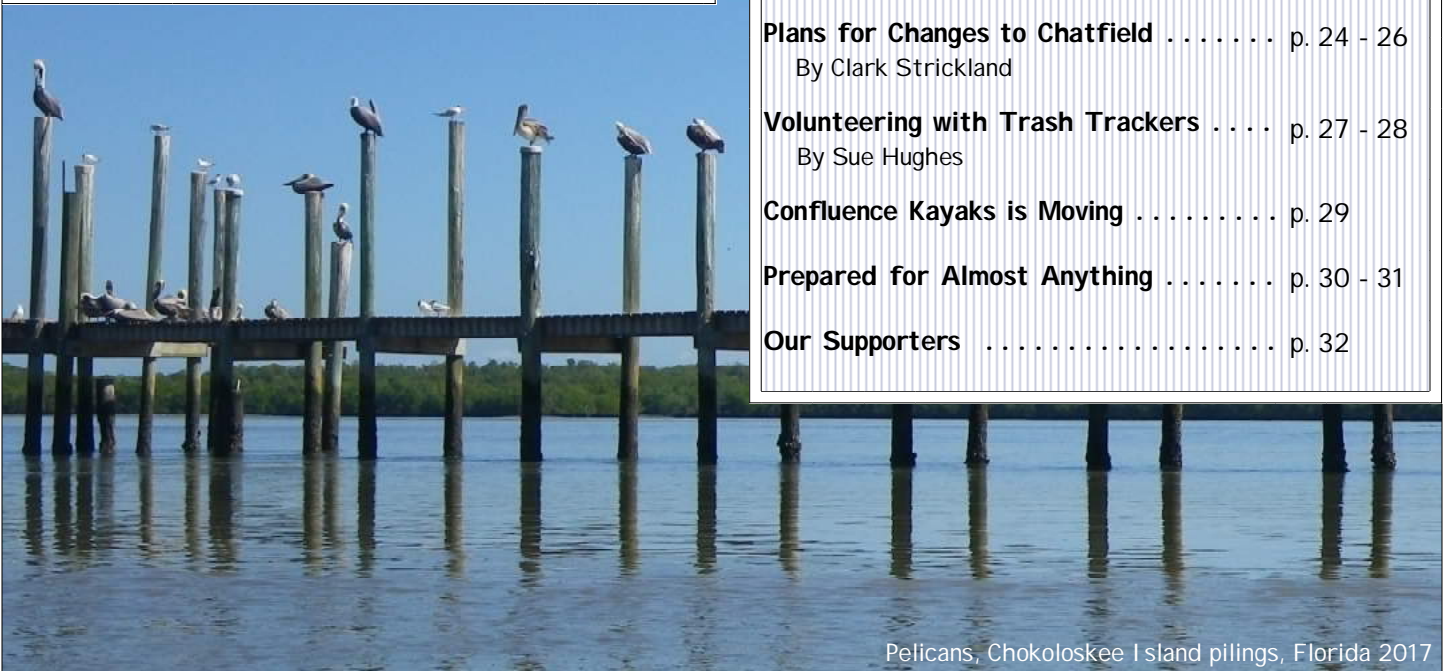 Plans for Changes to Chatfield . . . . . . . p. 24 - 26
By Clark Strickland
Volunteering with Trash Trackers . . . . p. 27 - 28
By Sue Hughes
Confluence Kayaks is Moving . . . . . . . . . p. 29
Prepared for Almost Anything . . . . . . . p. 30 - 31
Our Supporters . . . . . . . . . . . . . . . . . . p. 32
Pelicans, Chokoloskee Island pilings, Florida 2017